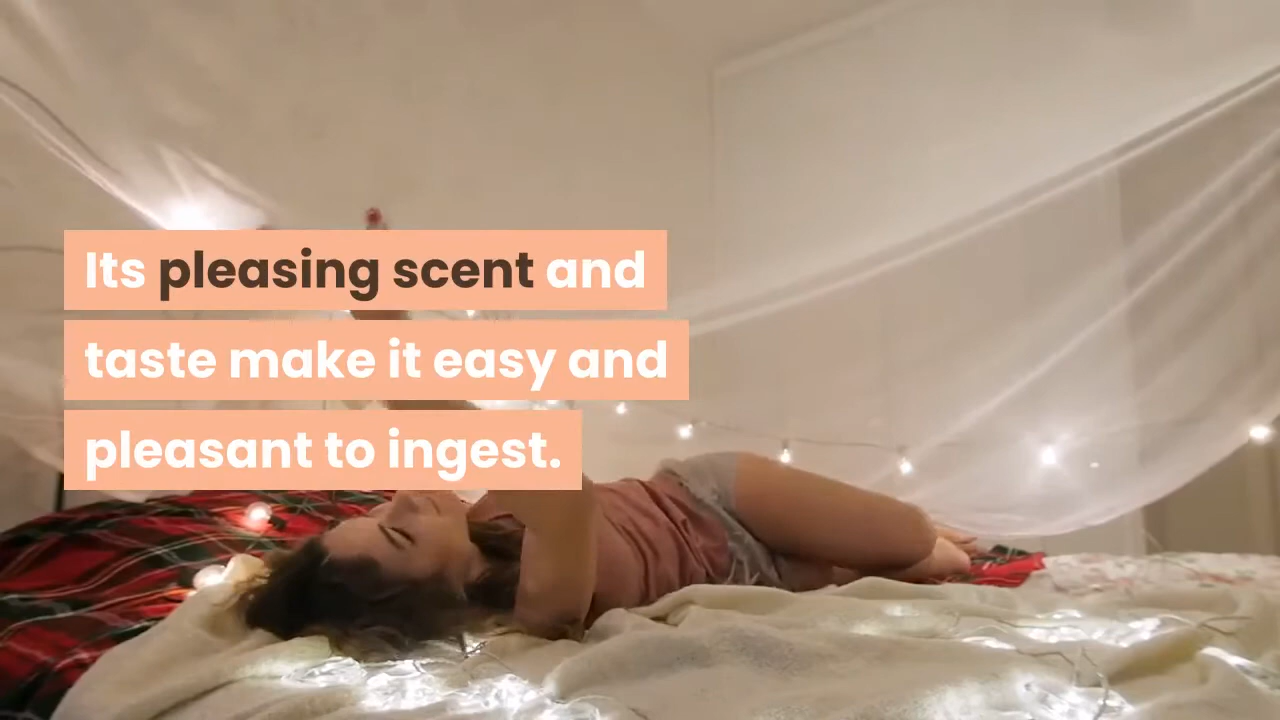 Its pleasing scent and
taste make it easy and
pleasant to ingest.